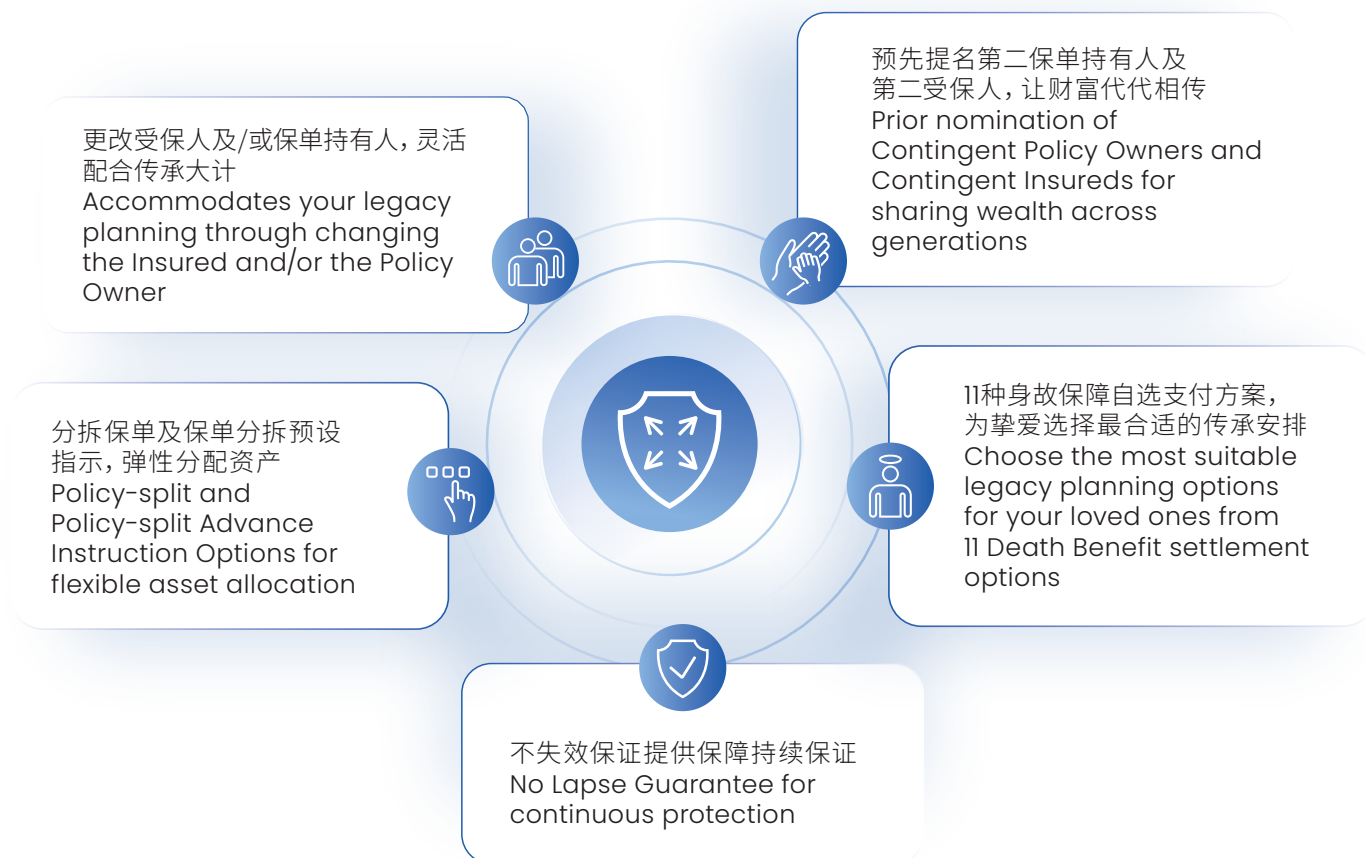 更改受保人及/或保单持有人，灵活
配合传承大计
Accommodates your legacy
planning through changing
the Insured and/or the Policy
Owner
预先提名第二保单持有人及
第二受保人，让财富代代相传
Prior nomination of
Contingent Policy Owners and
Contingent Insureds for
sharing wealth across
generations
分拆保单及保单分拆预设
指示，弹性分配资产
Policy-split and
Policy-split Advance
Instruction Options for
flexible asset allocation
11种身故保障自选支付方案，
为挚爱选择最合适的传承安排
Choose the most suitable
legacy planning options
for your loved ones from
11 Death Benefit settlement
options
不失效保证提供保障持续保证
No Lapse Guarantee for
continuous protection